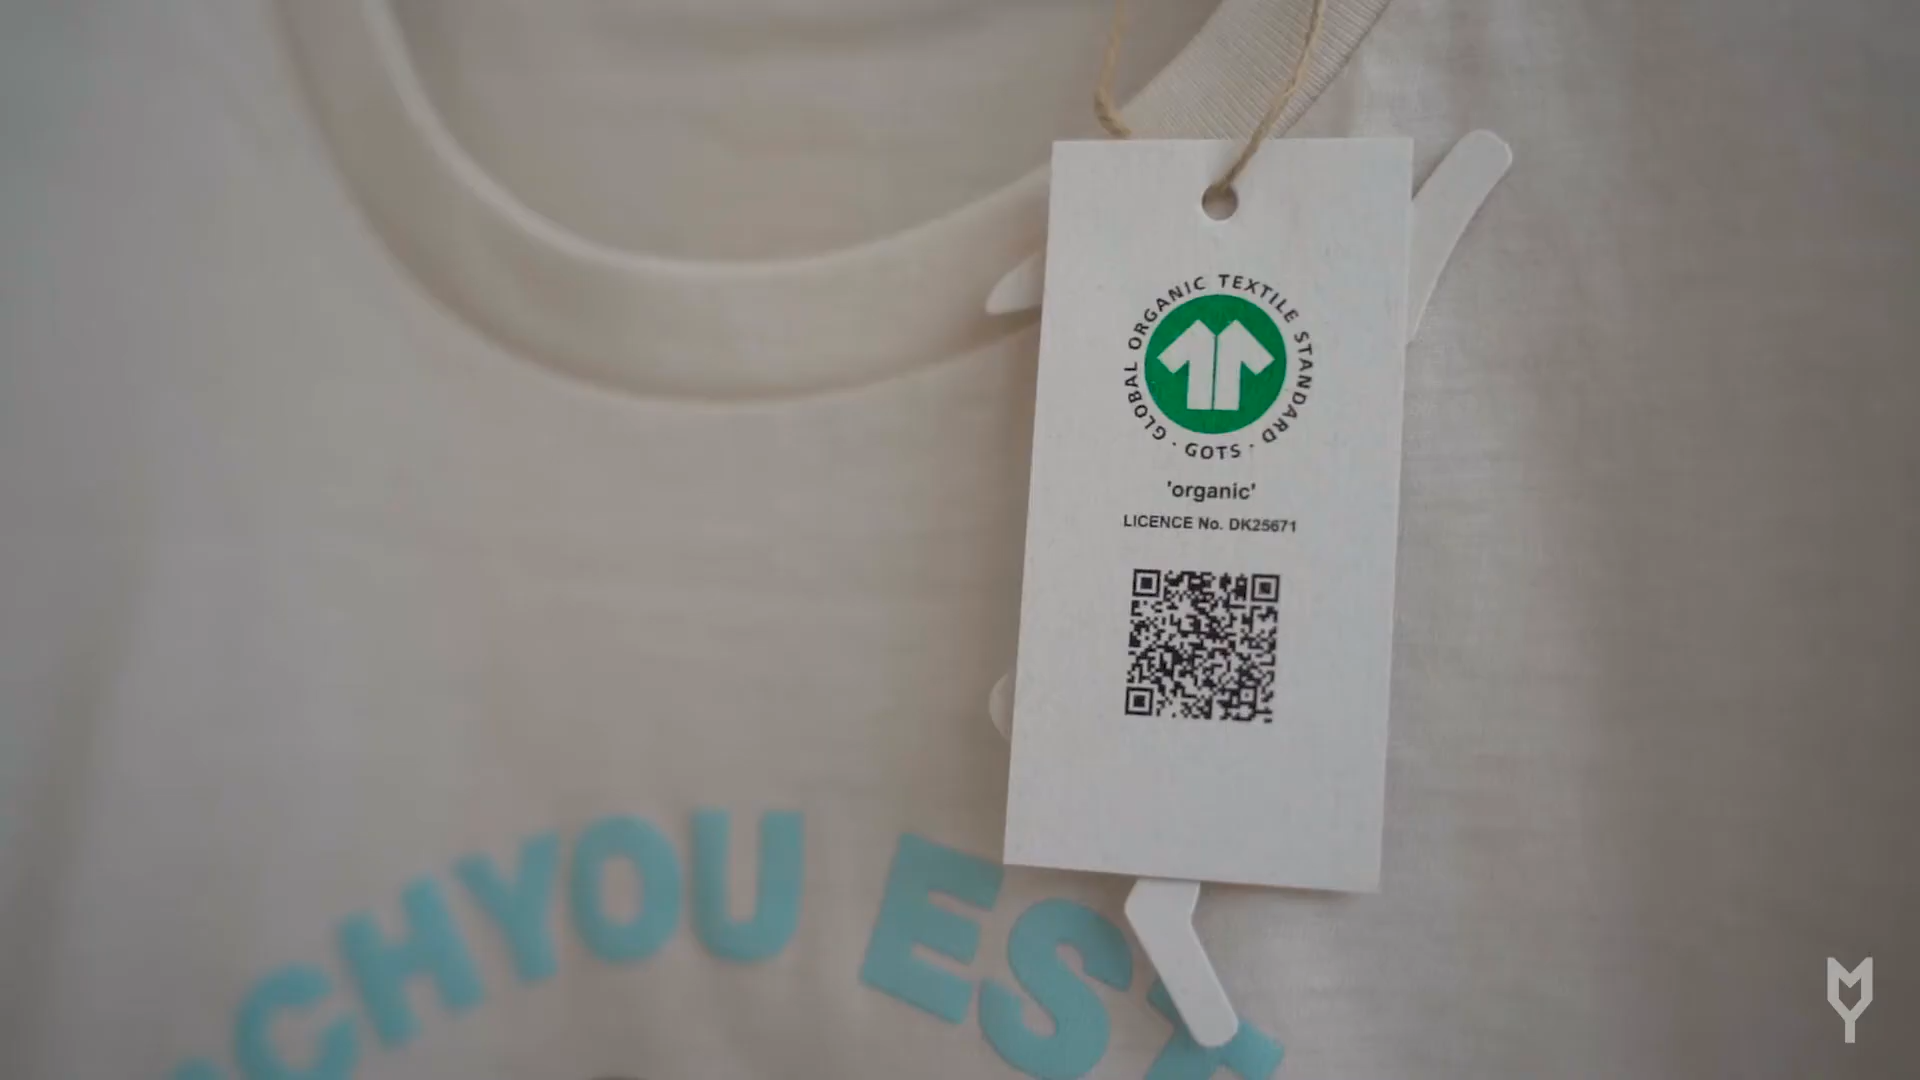 GLOBAL ORGANIC TEXTILE STANDARD · GOTS ·
'organic'
LICENCE No. DK25671
CHYOU EST